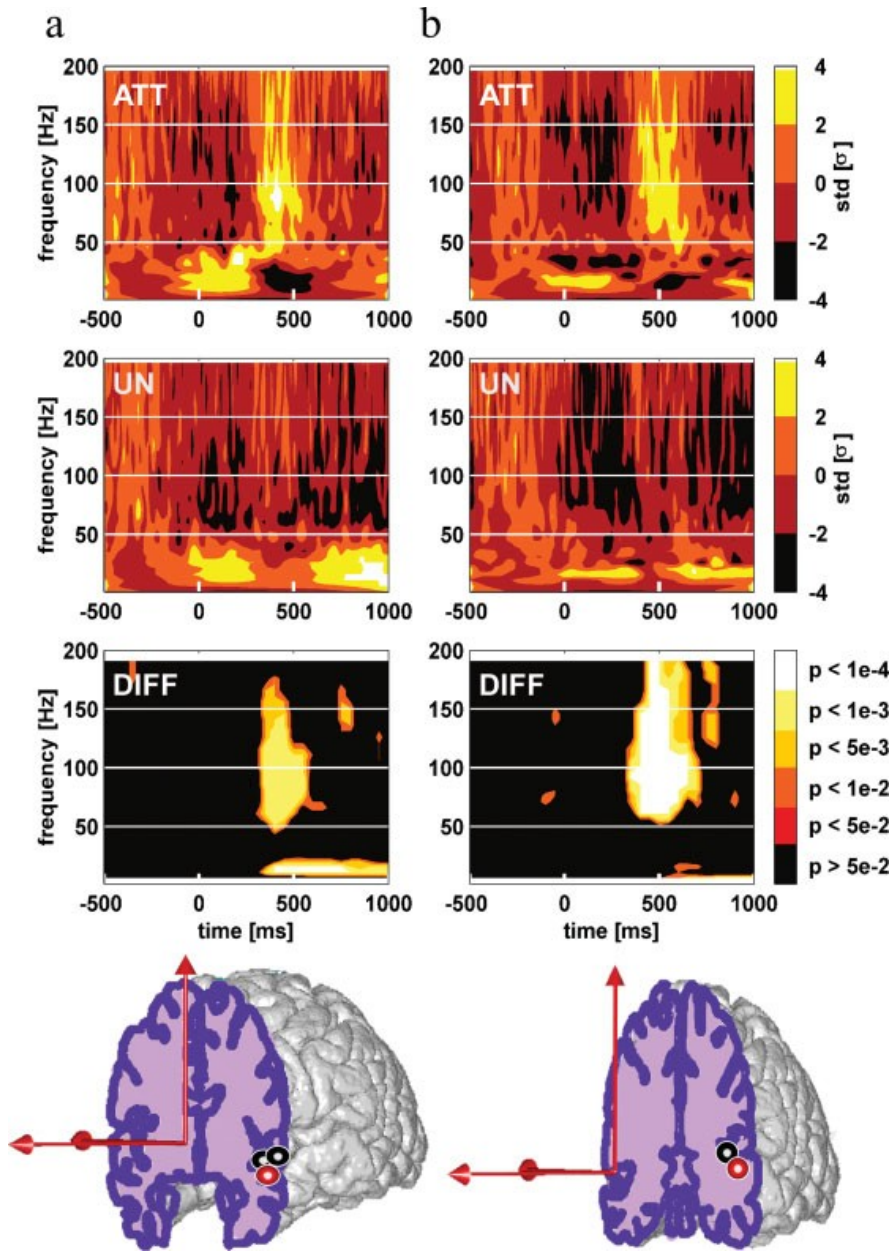 a
b
200
150
100
50
frequency [Hz]
ATT
-500
0
500
1000
200
150
100
50
ATT
-500
0
500
1000
4
2
0
-2
-4
std [σ]
200
150
100
50
frequency [Hz]
UN
-500
0
500
1000
200
150
100
50
UN
-500
0
500
1000
4
2
0
-2
-4
std [σ]
200
150
100
50
frequency [Hz]
DIFF
-500
0
500
1000
time [ms]
200
150
100
50
frequency [Hz]
DIFF
-500
0
500
1000
time [ms]
p < 1e-4
p < 1e-3
p < 5e-3
p < 1e-2
p < 5e-2
p > 5e-2